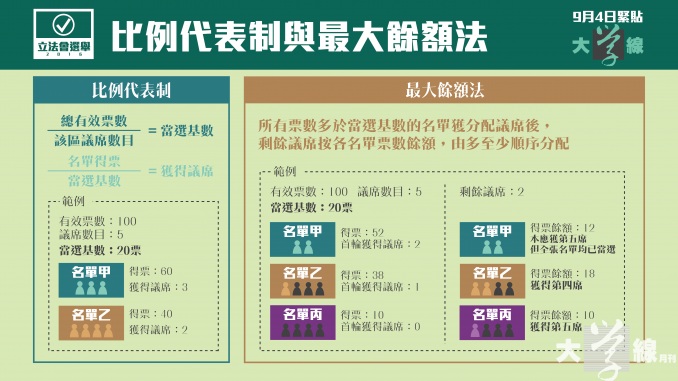 立法會選舉
2016
比例代表制與最大餘額法
9月4日緊貼
大學線
比例代表制
總有效票數
該區議席數目
= 當選基數
名單得票
當選基數
= 獲得議席
範例
有效票數：100
議席數目：5
當選基數：20票
名單甲
得票：60
獲得議席：3
名單乙
得票：40
獲得議席：2
最大餘額法
所有票數多於當選基數的名單獲分配議席後，
剩餘議席按各名單票數餘額，由多至少順序分配
範例
有效票數：100 議席數目：5
當選基數：20票
剩餘議席：2
名單甲
得票：52
首輪獲得議席：2
名單甲
得票餘額：12
本應獲第五席
但全張名單均已當選
名單乙
得票：38
首輪獲得議席：1
名單乙
得票餘額：18
獲得第四席
名單丙
得票：10
首輪獲得議席：0
名單丙
得票餘額：10
獲得第五席
大學線月刊